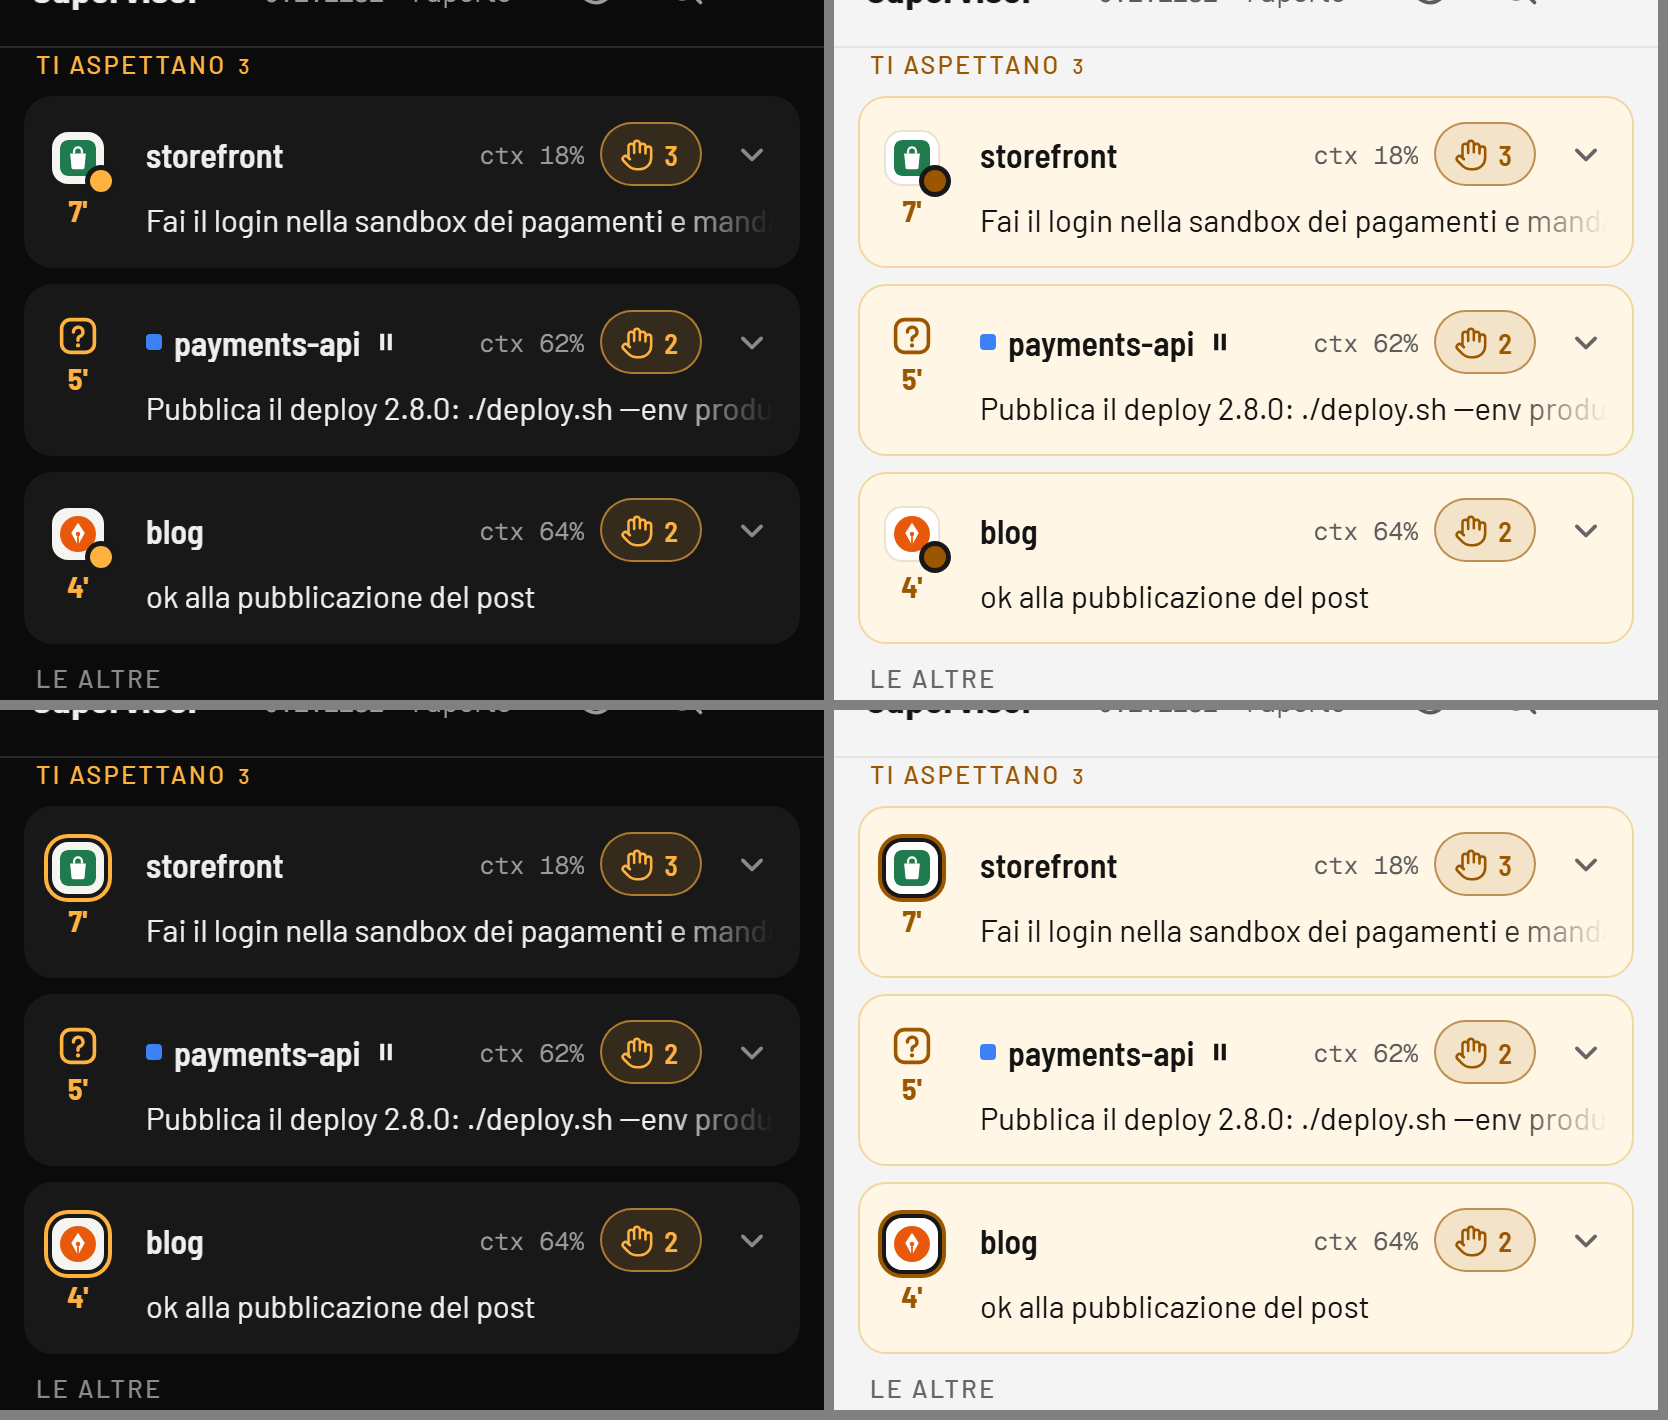 TI ASPETTANO 3
storefront ctx 18% 3
7'
Fai il login nella sandbox dei pagamenti e mand
payments-api ctx 62% 2
5'
Pubblica il deploy 2.8.0: ./deploy.sh —env produ
blog ctx 64% 2
4'
ok alla pubblicazione del post
LE ALTRE
TI ASPETTANO 3
storefront ctx 18% 3
7'
Fai il login nella sandbox dei pagamenti e mand
payments-api ctx 62% 2
5'
Pubblica il deploy 2.8.0: ./deploy.sh —env produ
blog ctx 64% 2
4'
ok alla pubblicazione del post
LE ALTRE
TI ASPETTANO 3
storefront ctx 18% 3
7'
Fai il login nella sandbox dei pagamenti e mand
payments-api ctx 62% 2
5'
Pubblica il deploy 2.8.0: ./deploy.sh —env produ
blog ctx 64% 2
4'
ok alla pubblicazione del post
LE ALTRE
TI ASPETTANO 3
storefront ctx 18% 3
7'
Fai il login nella sandbox dei pagamenti e mand
payments-api ctx 62% 2
5'
Pubblica il deploy 2.8.0: ./deploy.sh —env produ
blog ctx 64% 2
4'
ok alla pubblicazione del post
LE ALTRE